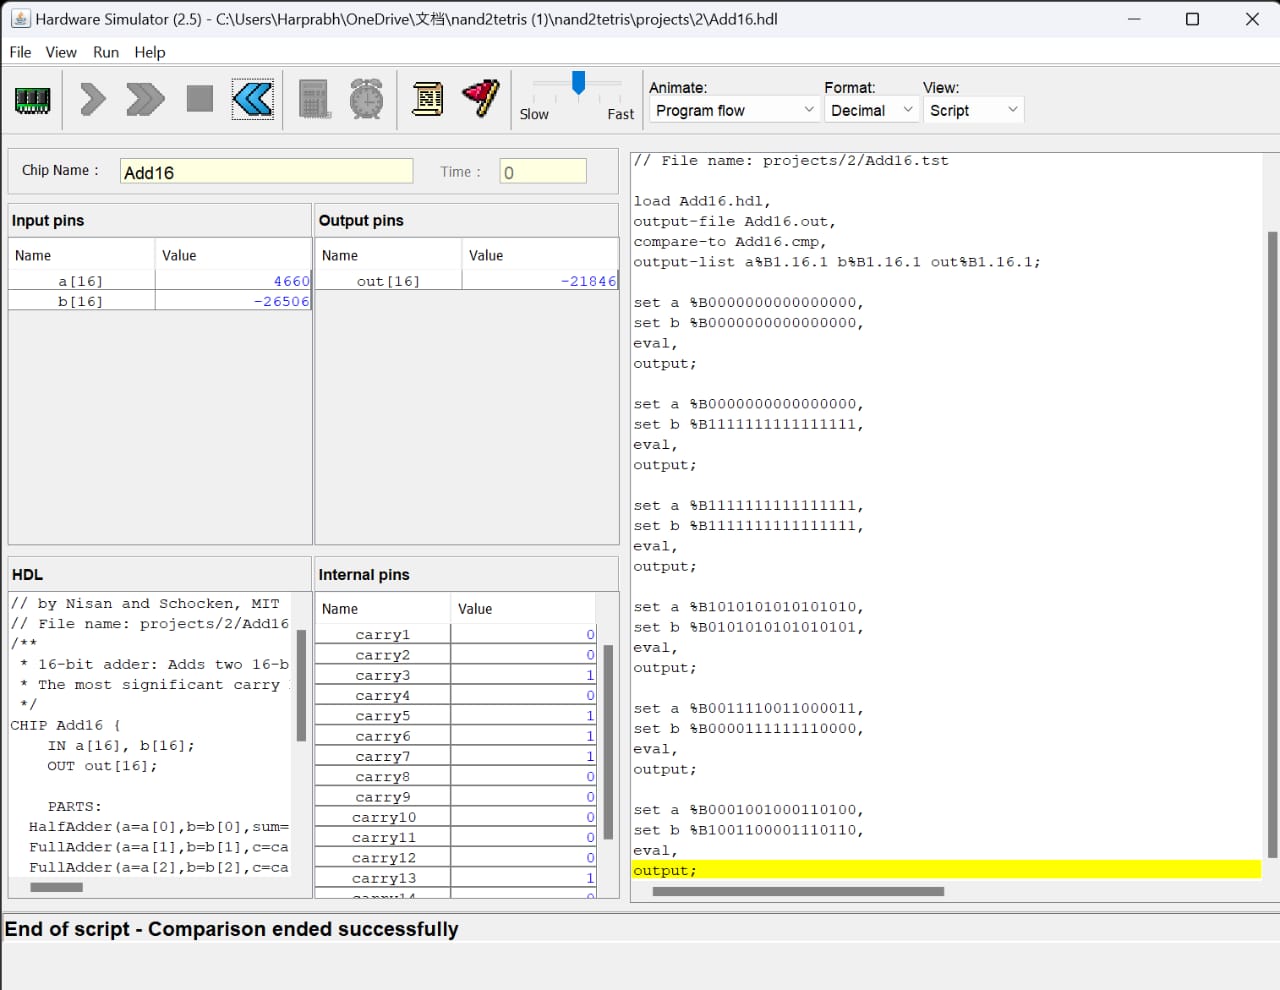 Hardware Simulator (2.5) - C:\Users\Harprabh\OneDrive\文档\nand2tetris (1)\nand2tetris\projects\2\Add16.hdl
File View Run Help
Animate: Format: View:
Slow Fast Program flow Decimal Script
Chip Name : Add16 Time : 0
Input pins
Name Value
a[16] 4660
b[16] -26506
Output pins
Name Value
out[16] -21846
HDL
// by Nisan and Schocken, MIT
// File name: projects/2/Add16
/**
* 16-bit adder: Adds two 16-b
* The most significant carry
*/
CHIP Add16 {
IN a[16], b[16];
OUT out[16];
PARTS:
HalfAdder(a=a[0],b=b[0],sum=
FullAdder(a=a[1],b=b[1],c=ca
FullAdder(a=a[2],b=b[2],c=ca
Internal pins
Name Value
carry1 0
carry2 0
carry3 1
carry4 0
carry5 1
carry6 1
carry7 1
carry8 0
carry9 0
carry10 0
carry11 0
carry12 0
carry13 1
// File name: projects/2/Add16.tst
load Add16.hdl,
output-file Add16.out,
compare-to Add16.cmp,
output-list a%B1.16.1 b%B1.16.1 out%B1.16.1;
set a %B0000000000000000,
set b %B0000000000000000,
eval,
output;
set a %B0000000000000000,
set b %B1111111111111111,
eval,
output;
set a %B1111111111111111,
set b %B1111111111111111,
eval,
output;
set a %B1010101010101010,
set b %B0101010101010101,
eval,
output;
set a %B0011110011000011,
set b %B0000111111110000,
eval,
output;
set a %B0001001000110100,
set b %B1001100001110110,
eval,
output;
End of script - Comparison ended successfully